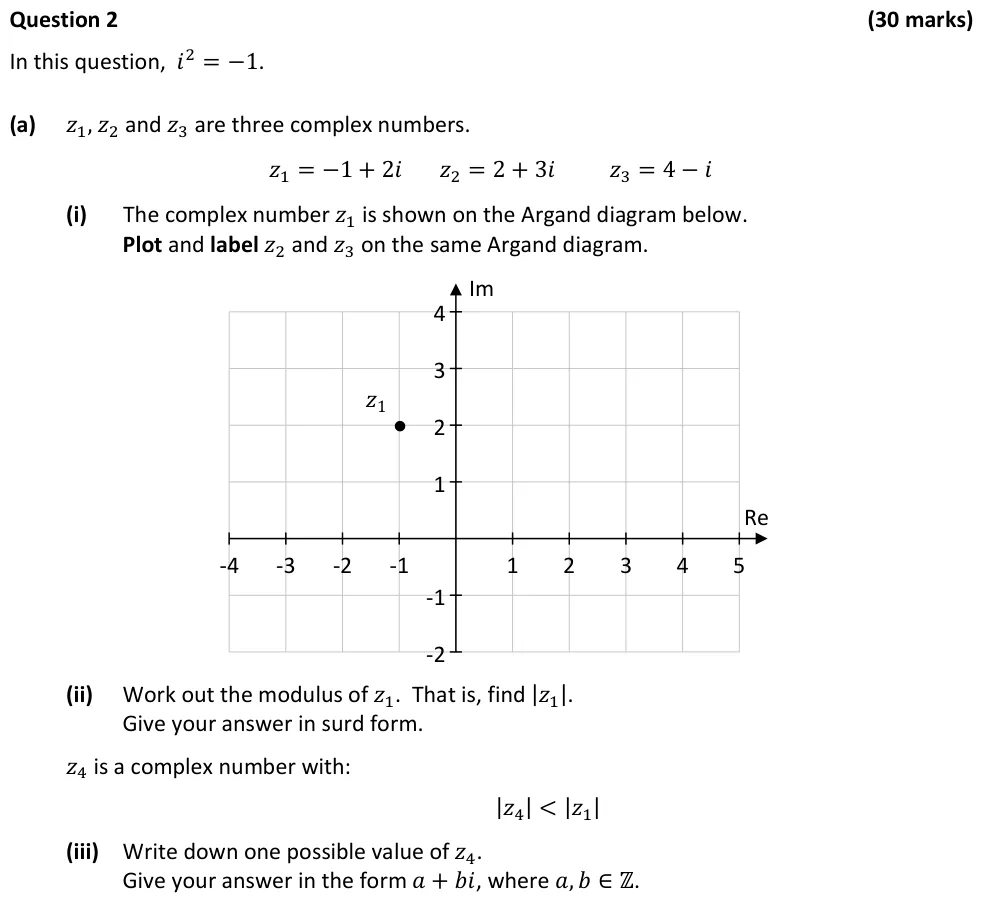 Question 2 (30 marks)
In this question, i² = −1.
(a) z₁, z₂ and z₃ are three complex numbers.
z₁ = −1 + 2i z₂ = 2 + 3i z₃ = 4 − i
(i) The complex number z₁ is shown on the Argand diagram below.
Plot and label z₂ and z₃ on the same Argand diagram.
Im
4
3
z₁
2
1
Re
-4 -3 -2 -1 1 2 3 4 5
-1
-2
(ii) Work out the modulus of z₁. That is, find |z₁|.
Give your answer in surd form.
z₄ is a complex number with:
|z₄| < |z₁|
(iii) Write down one possible value of z₄.
Give your answer in the form a + bi, where a, b ∈ ℤ.